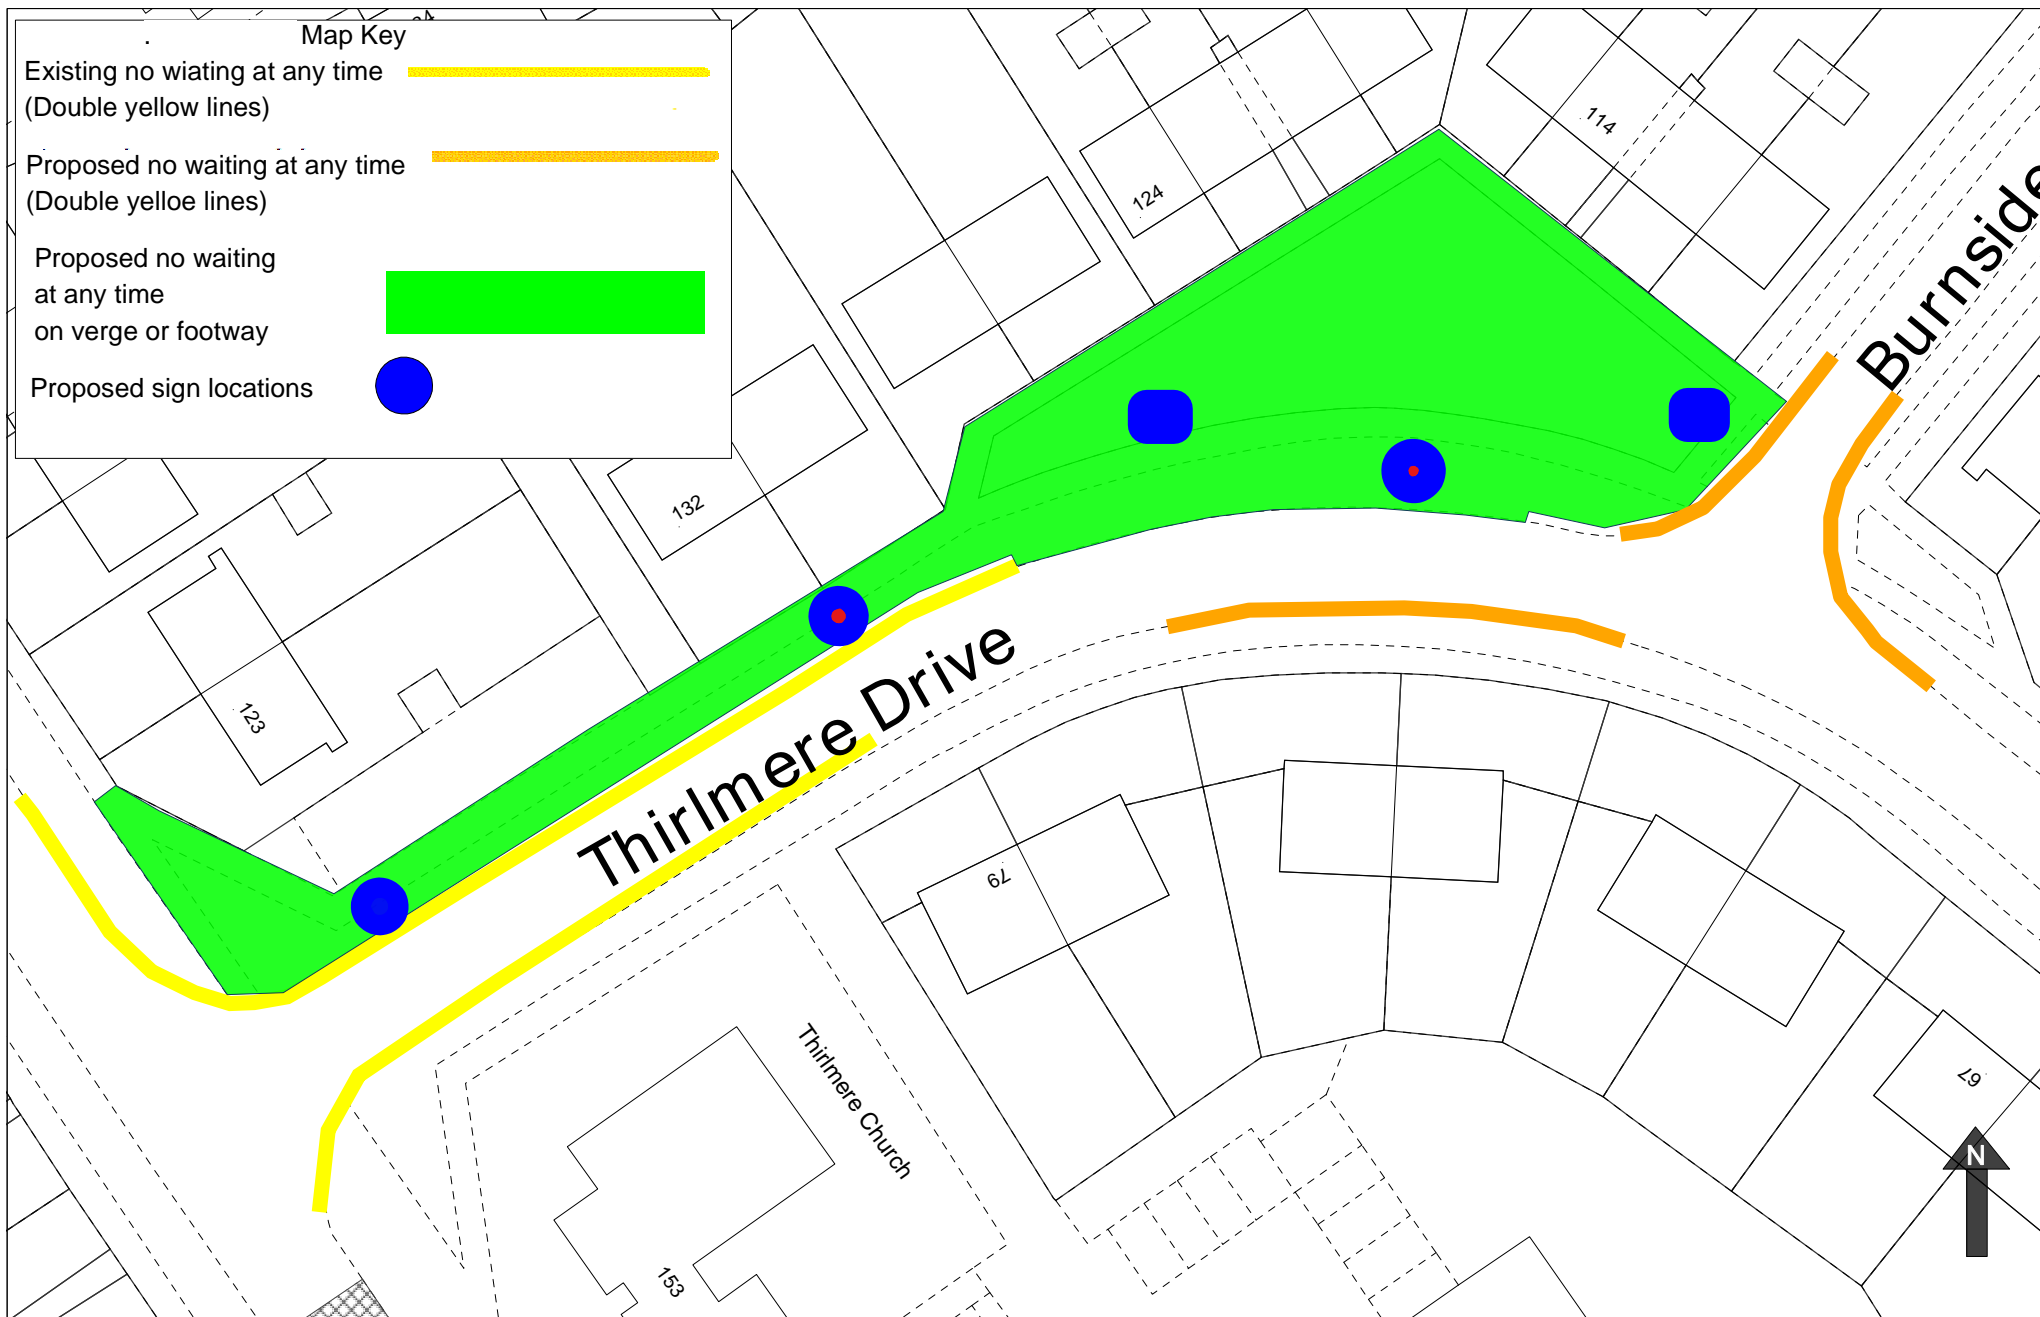 Map Key
Existing no wiating at any time
(Double yellow lines)
Proposed no waiting at any time
(Double yelloe lines)
Proposed no waiting
at any time
on verge or footway
Proposed sign locations
114
124
132
123
Burnside
Thirlmere Drive
79
67
Thirlmere Church
153
N